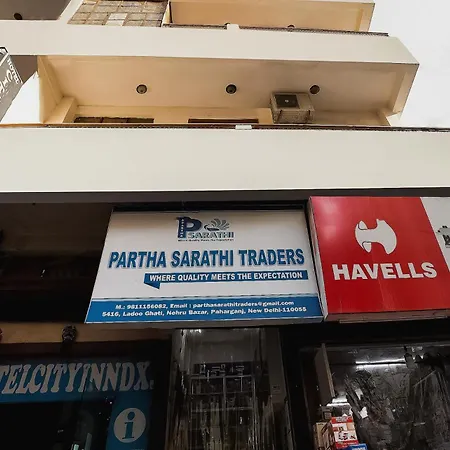 SARATHI
PARTHA SARATHI TRADERS
WHERE QUALITY MEETS THE EXPECTATION
M.: 9811156082, Email : parthasarathitraders@gmail.com
5416, Ladoo Ghati, Nehru Bazar, Paharganj, New Delhi-110055
HAVELLS
TELCITYINNDX.
i